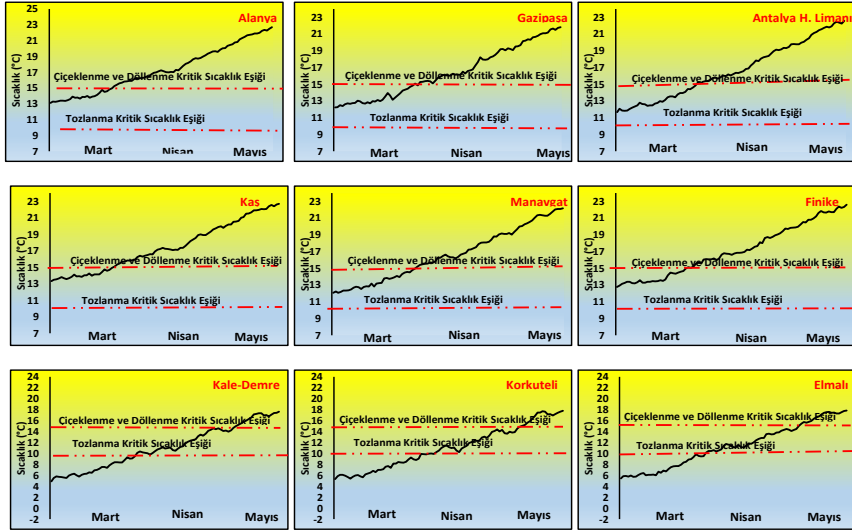 Alanya
Sıcaklık (°C)
25
23
21
19
17
15
13
11
9
7
Çiçeklenme ve Döllenme Kritik Sıcaklık Eşiği
Tozlanma Kritik Sıcaklık Eşiği
Mart Nisan Mayıs
Gazipaşa
Sıcaklık (°C)
23
21
19
17
15
13
11
9
7
Çiçeklenme ve Döllenme Kritik Sıcaklık Eşiği
Tozlanma Kritik Sıcaklık Eşiği
Mart Nisan Mayıs
Antalya H. Limanı
Sıcaklık (°C)
23
21
19
17
15
13
11
9
7
Çiçeklenme ve Döllenme Kritik Sıcaklık Eşiği
Tozlanma Kritik Sıcaklık Eşiği
Mart Nisan Mayıs
Kaş
Sıcaklık (°C)
23
21
19
17
15
13
11
9
7
Çiçeklenme ve Döllenme Kritik Sıcaklık Eşiği
Tozlanma Kritik Sıcaklık Eşiği
Mart Nisan Mayıs
Manavgat
Sıcaklık (°C)
23
21
19
17
15
13
11
9
7
Çiçeklenme ve Döllenme Kritik Sıcaklık Eşiği
Tozlanma Kritik Sıcaklık Eşiği
Mart Nisan Mayıs
Finike
Sıcaklık (°C)
23
21
19
17
15
13
11
9
7
Çiçeklenme ve Döllenme Kritik Sıcaklık Eşiği
Tozlanma Kritik Sıcaklık Eşiği
Mart Nisan Mayıs
Kale-Demre
Sıcaklık (°C)
24
22
20
18
16
14
12
10
8
6
4
2
0
-2
Çiçeklenme ve Döllenme Kritik Sıcaklık Eşiği
Tozlanma Kritik Sıcaklık Eşiği
Mart Nisan Mayıs
Korkuteli
Sıcaklık (°C)
24
22
20
18
16
14
12
10
8
6
4
2
0
-2
Çiçeklenme ve Döllenme Kritik Sıcaklık Eşiği
Tozlanma Kritik Sıcaklık Eşiği
Mart Nisan Mayıs
Elmalı
Sıcaklık (°C)
24
22
20
18
16
14
12
10
8
6
4
2
0
-2
Çiçeklenme ve Döllenme Kritik Sıcaklık Eşiği
Tozlanma Kritik Sıcaklık Eşiği
Mart Nisan Mayıs